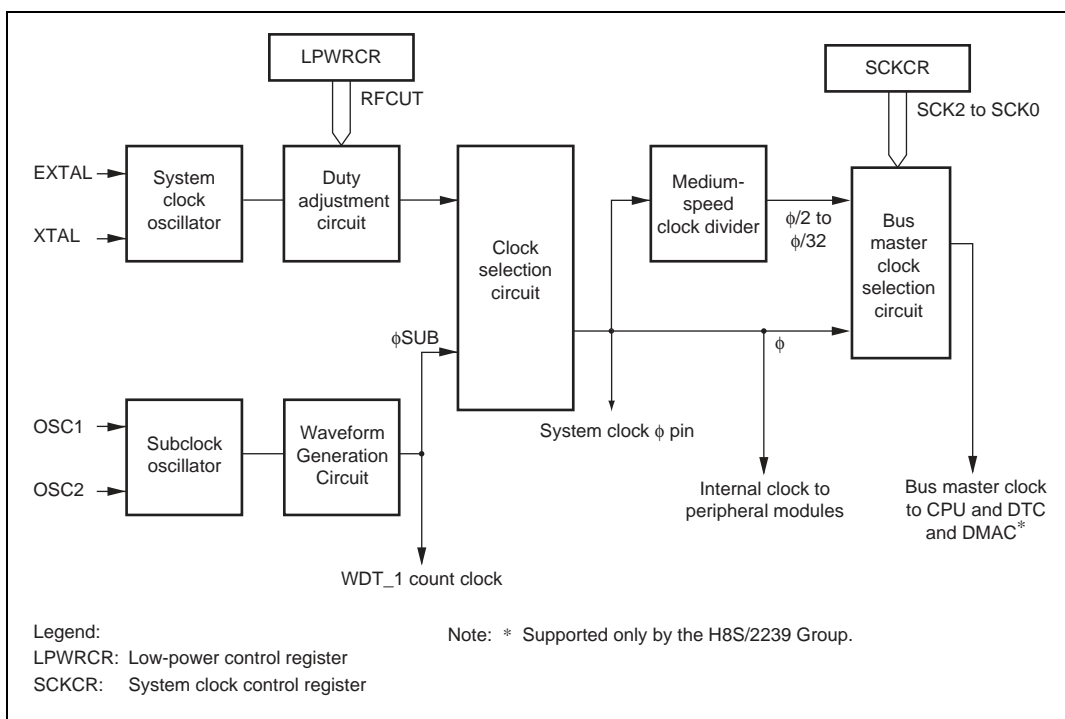 LPWRCR
RFCUT
SCKCR
SCK2 to SCK0
EXTAL
XTAL
System
clock
oscillator
Duty
adjustment
circuit
Clock
selection
circuit
Medium-
speed
clock divider
ϕ/2 to
ϕ/32
Bus
master
clock
selection
circuit
ϕSUB
ϕ
OSC1
OSC2
Subclock
oscillator
Waveform
Generation
Circuit
System clock ϕ pin
Internal clock to
peripheral modules
Bus master clock
to CPU and DTC
and DMAC*
WDT_1 count clock
Legend:
LPWRCR: Low-power control register
SCKCR: System clock control register
Note: * Supported only by the H8S/2239 Group.